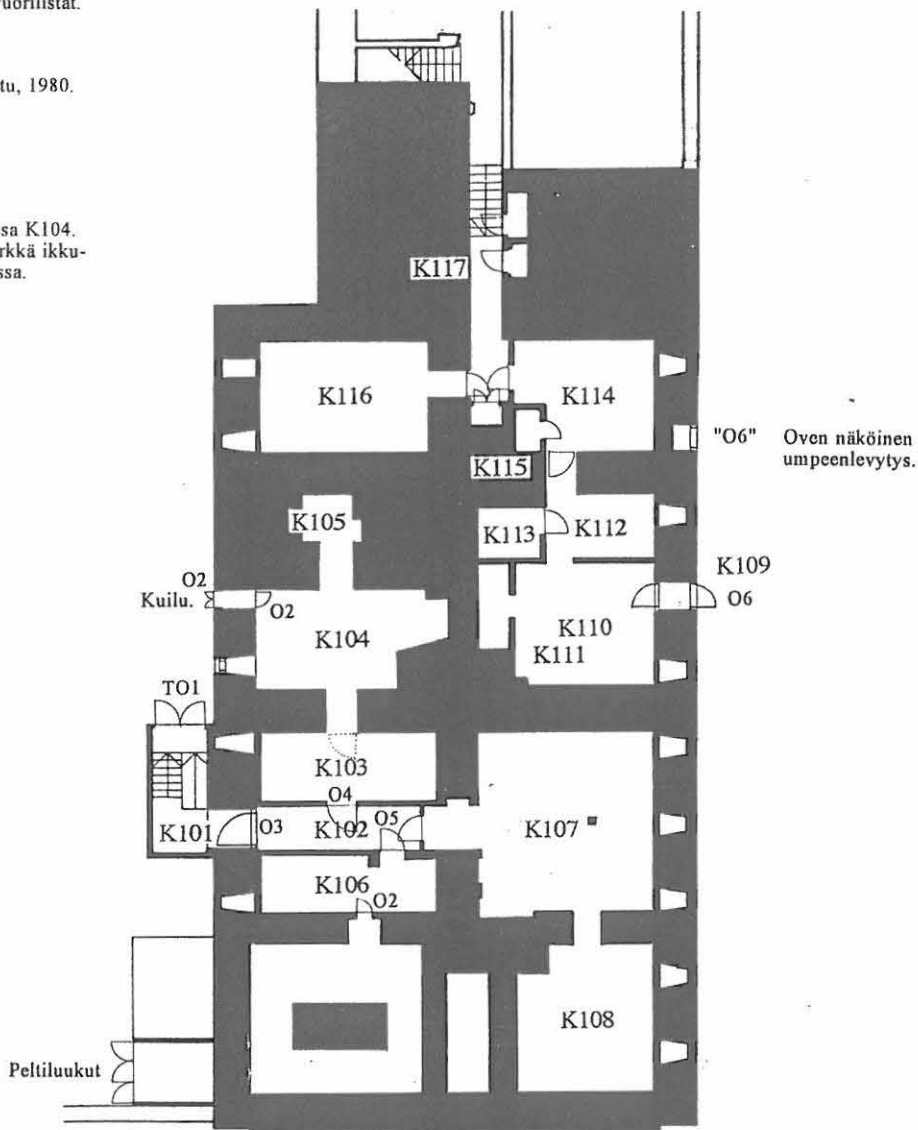 tu, 1980.
sa K104.
rkkä ikku-
ssa.
K117
K116
K114
"O6" Oven näköinen
umpeenlevytys.
K115
K105
K113
K112
K109
O2
Kuilu.
O2
O6
K110
K104
K111
TO1
K103
O4
K101
O3
K102
O5
K107
K106
O2
K108
Peltiluukut